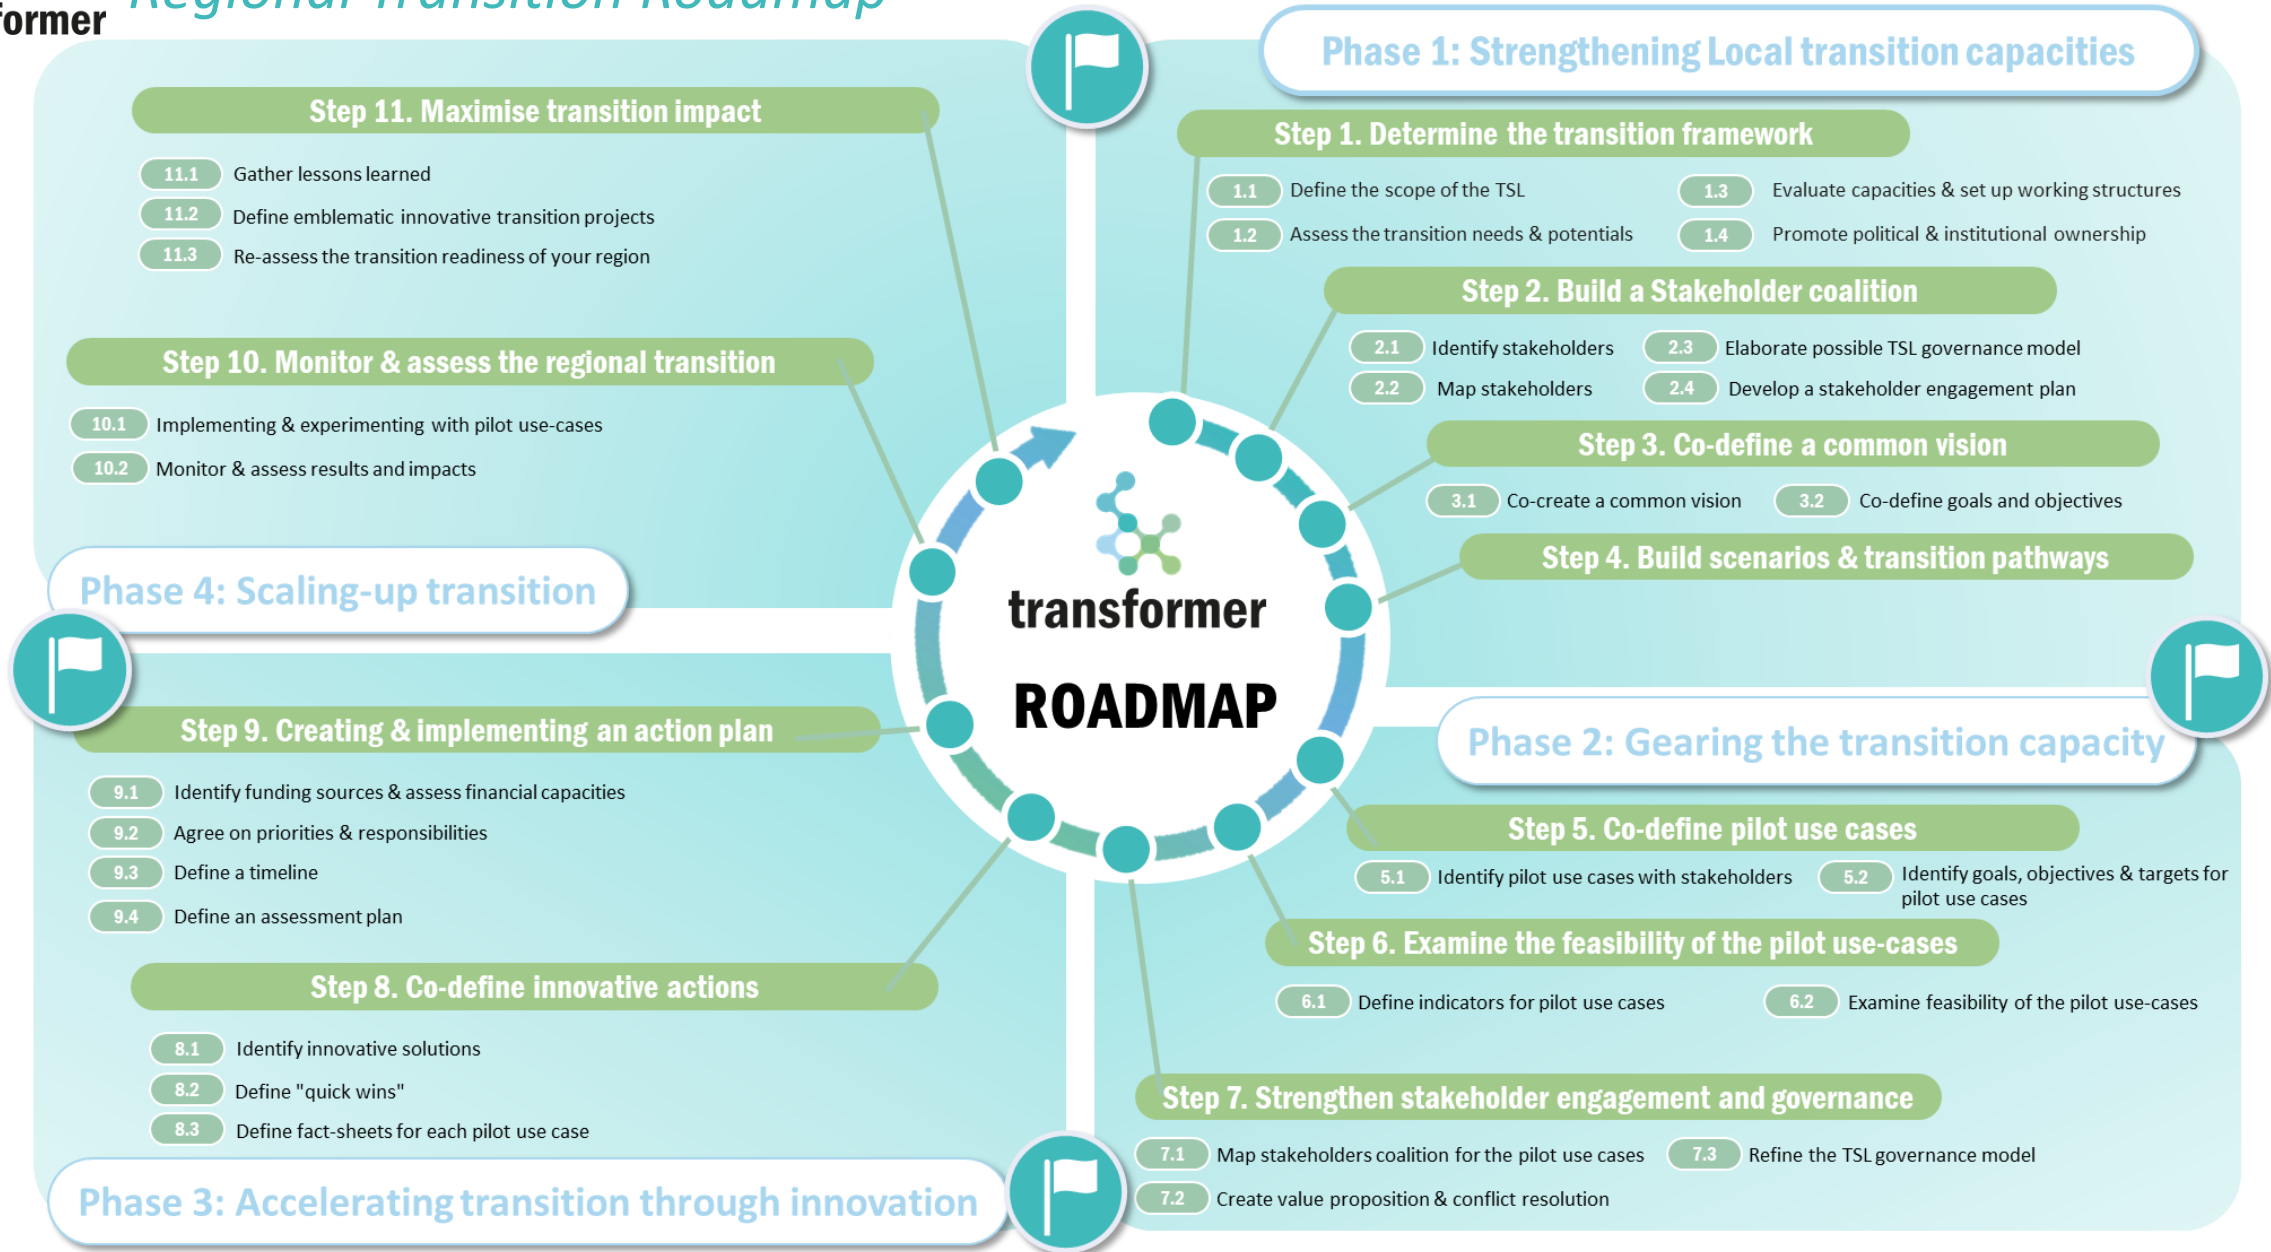 Regional Transition Roadmap
former
Phase 1: Strengthening Local transition capacities
Step 1. Determine the transition framework
1.1 Define the scope of the TSL
1.2 Assess the transition needs & potentials
1.3 Evaluate capacities & set up working structures
1.4 Promote political & institutional ownership
Step 2. Build a Stakeholder coalition
2.1 Identify stakeholders
2.2 Map stakeholders
2.3 Elaborate possible TSL governance model
2.4 Develop a stakeholder engagement plan
Step 3. Co-define a common vision
3.1 Co-create a common vision
3.2 Co-define goals and objectives
Step 4. Build scenarios & transition pathways
transformer
ROADMAP
Phase 2: Gearing the transition capacity
Step 5. Co-define pilot use cases
5.1 Identify pilot use cases with stakeholders
5.2 Identify goals, objectives & targets for
pilot use cases
Step 6. Examine the feasibility of the pilot use-cases
6.1 Define indicators for pilot use cases
6.2 Examine feasibility of the pilot use-cases
Step 7. Strengthen stakeholder engagement and governance
7.1 Map stakeholders coalition for the pilot use cases
7.2 Create value proposition & conflict resolution
7.3 Refine the TSL governance model
Phase 3: Accelerating transition through innovation
Step 8. Co-define innovative actions
8.1 Identify innovative solutions
8.2 Define "quick wins"
8.3 Define fact-sheets for each pilot use case
Step 9. Creating & implementing an action plan
9.1 Identify funding sources & assess financial capacities
9.2 Agree on priorities & responsibilities
9.3 Define a timeline
9.4 Define an assessment plan
Phase 4: Scaling-up transition
Step 10. Monitor & assess the regional transition
10.1 Implementing & experimenting with pilot use-cases
10.2 Monitor & assess results and impacts
Step 11. Maximise transition impact
11.1 Gather lessons learned
11.2 Define emblematic innovative transition projects
11.3 Re-assess the transition readiness of your region